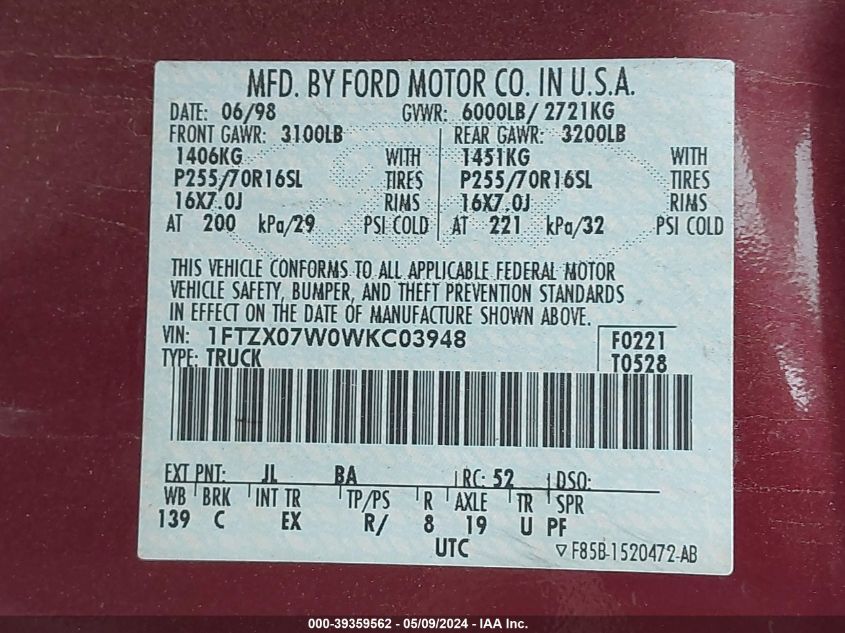 MFD. BY FORD MOTOR CO. IN U.S.A.
DATE: 06/98 GVWR: 6000LB/ 2721KG
FRONT GAWR: 3100LB REAR GAWR: 3200LB
1406KG WITH 1451KG WITH
P255/70R16SL TIRES P255/70R16SL TIRES
16X7.0J RIMS 16X7.0J RIMS
AT 200 kPa/29 PSI COLD AT 221 kPa/32 PSI COLD
THIS VEHICLE CONFORMS TO ALL APPLICABLE FEDERAL MOTOR
VEHICLE SAFETY, BUMPER, AND THEFT PREVENTION STANDARDS
IN EFFECT ON THE DATE OF MANUFACTURE SHOWN ABOVE.
VIN: 1FTZX07W0WKC03948 F0221
TYPE: TRUCK T0528
EXT PNT: JL BA RC: 52 DSO:
WB BRK INT TR TP/PS R AXLE TR SPR
139 C EX R/ 8 19 U PF
UTC ▽ F85B-1520472-AB
000-39359562 - 05/09/2024 - IAA Inc.